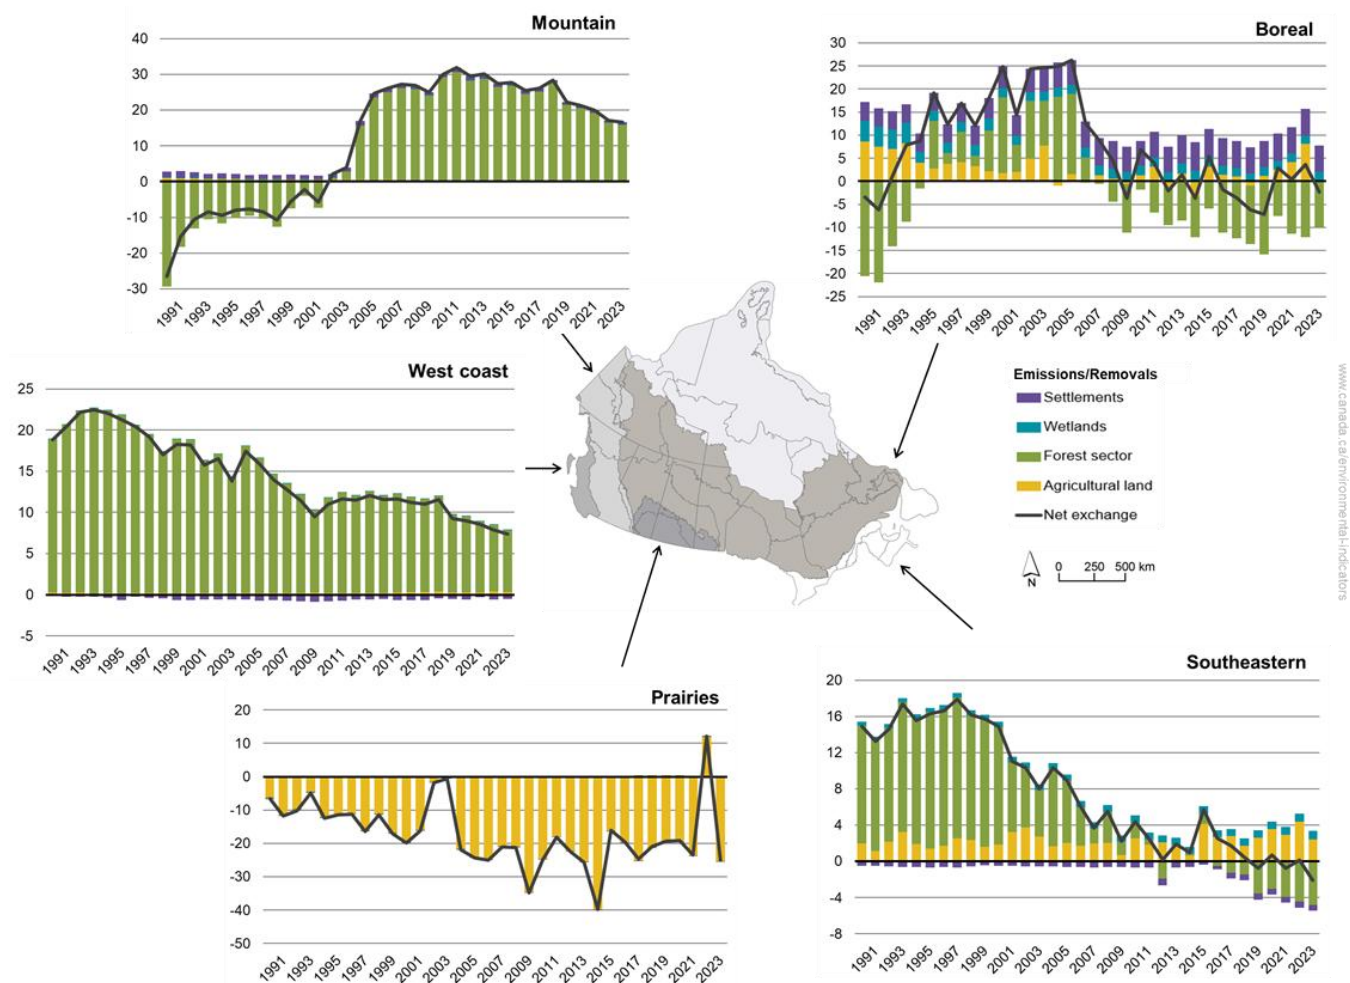 Mountain
40
30
20
10
0
-10
-20
-30
1991 1993 1995 1997 1999 2001 2003 2005 2007 2009 2011 2013 2015 2017 2019 2021 2023
Boreal
30
25
20
15
10
5
0
-5
-10
-15
-20
-25
1991 1993 1995 1997 1999 2001 2003 2005 2007 2009 2011 2013 2015 2017 2019 2021 2023
West coast
25
20
15
10
5
0
-5
1991 1993 1995 1997 1999 2001 2003 2005 2007 2009 2011 2013 2015 2017 2019 2021 2023
Emissions/Removals
Settlements
Wetlands
Forest sector
Agricultural land
Net exchange
N
0 250 500 km
www.canada.ca/environmental-indicators
Prairies
20
10
0
-10
-20
-30
-40
-50
1991 1993 1995 1997 1999 2001 2003 2005 2007 2009 2011 2013 2015 2017 2019 2021 2023
Southeastern
20
16
12
8
4
0
-4
-8
1991 1993 1995 1997 1999 2001 2003 2005 2007 2009 2011 2013 2015 2017 2019 2021 2023